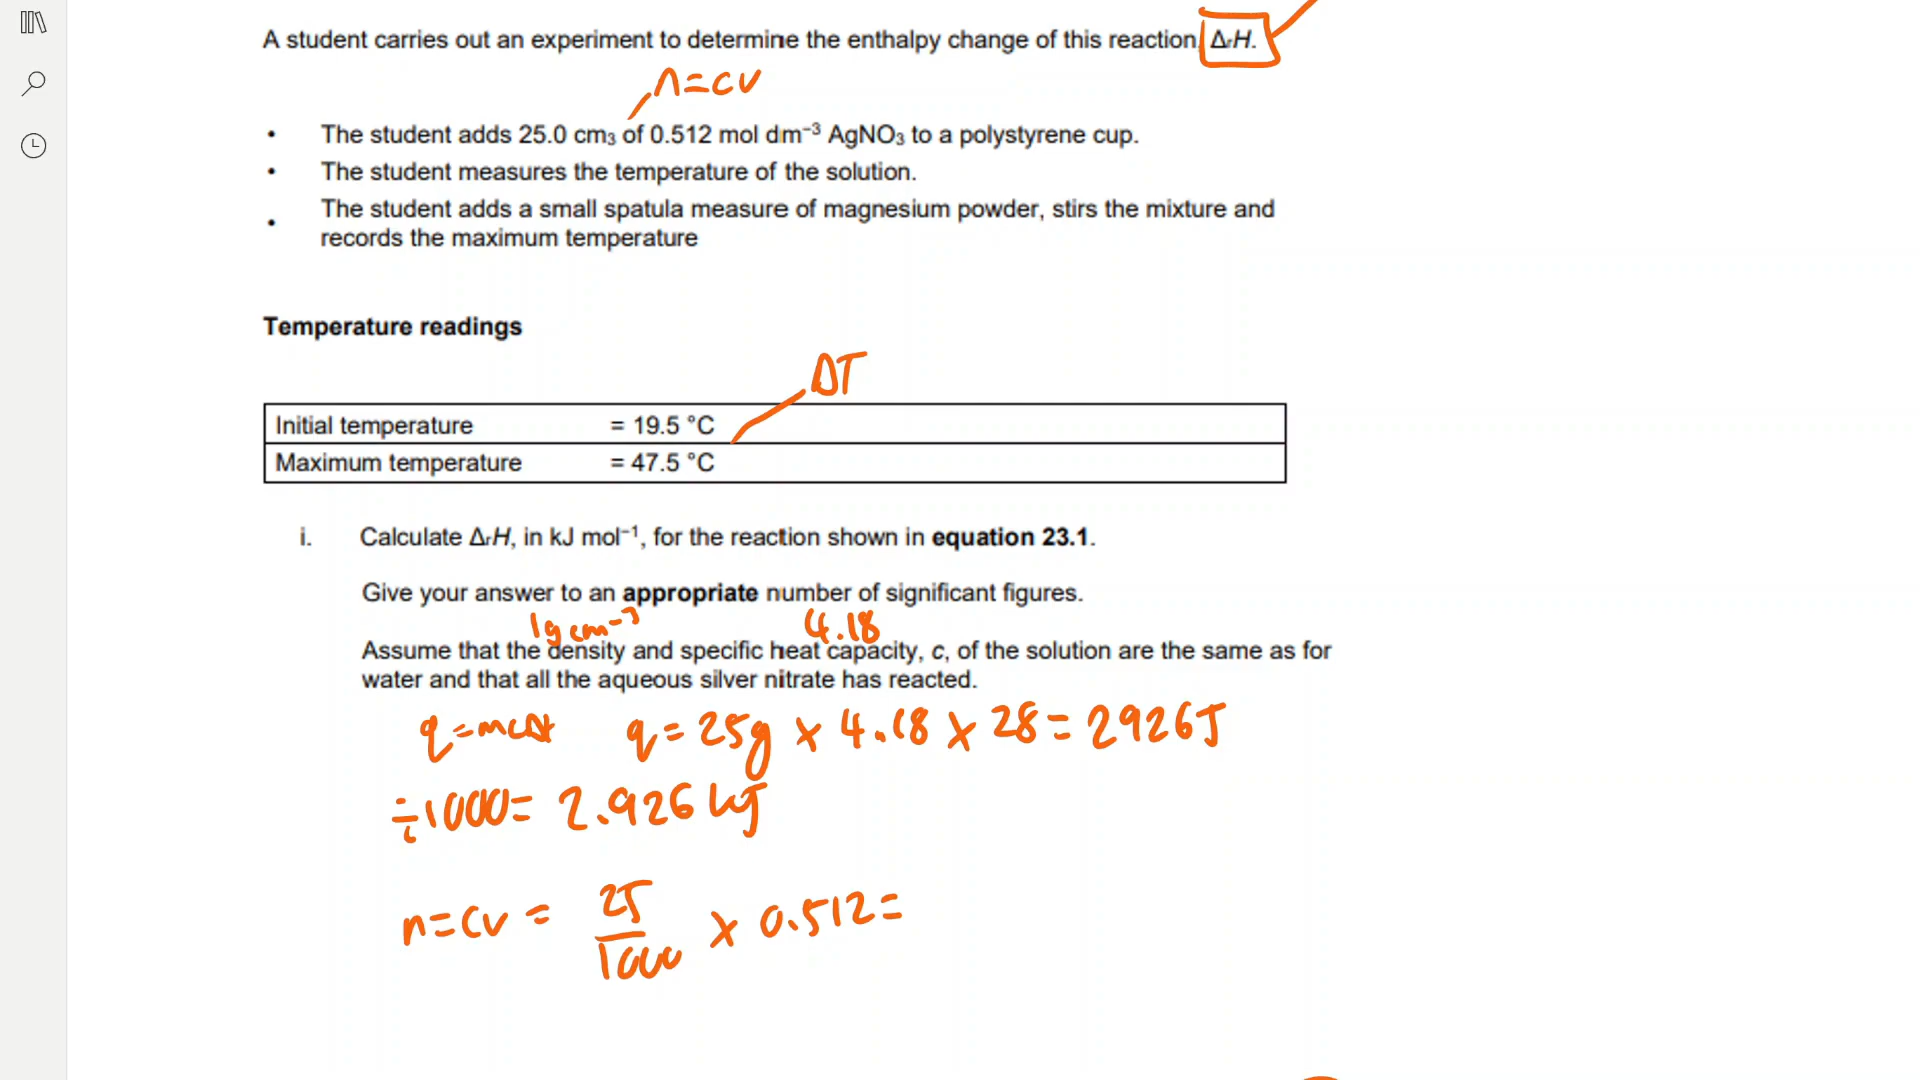 A student carries out an experiment to determine the enthalpy change of this reaction, ΔrH.
n=cv
• The student adds 25.0 cm3 of 0.512 mol dm⁻³ AgNO₃ to a polystyrene cup.
• The student measures the temperature of the solution.
• The student adds a small spatula measure of magnesium powder, stirs the mixture and
records the maximum temperature
Temperature readings
ΔT
Initial temperature = 19.5 °C
Maximum temperature = 47.5 °C
i. Calculate ΔrH, in kJ mol⁻¹, for the reaction shown in equation 23.1.
Give your answer to an appropriate number of significant figures.
1g cm⁻³ 4.18
Assume that the density and specific heat capacity, c, of the solution are the same as for
water and that all the aqueous silver nitrate has reacted.
q=mcΔt q=25g × 4.18 × 28= 2926J
÷1000= 2.926 kJ
n=cv = 25/1000 × 0.512=